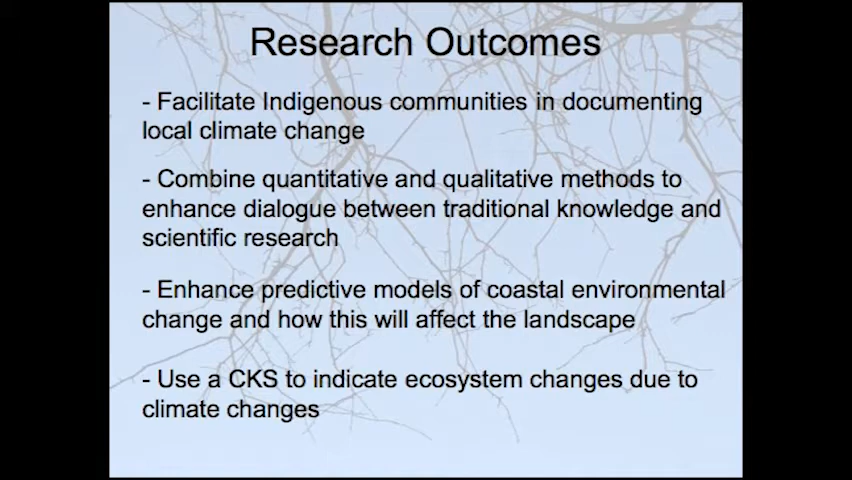 Research Outcomes
- Facilitate Indigenous communities in documenting
local climate change
- Combine quantitative and qualitative methods to
enhance dialogue between traditional knowledge and
scientific research
- Enhance predictive models of coastal environmental
change and how this will affect the landscape
- Use a CKS to indicate ecosystem changes due to
climate changes